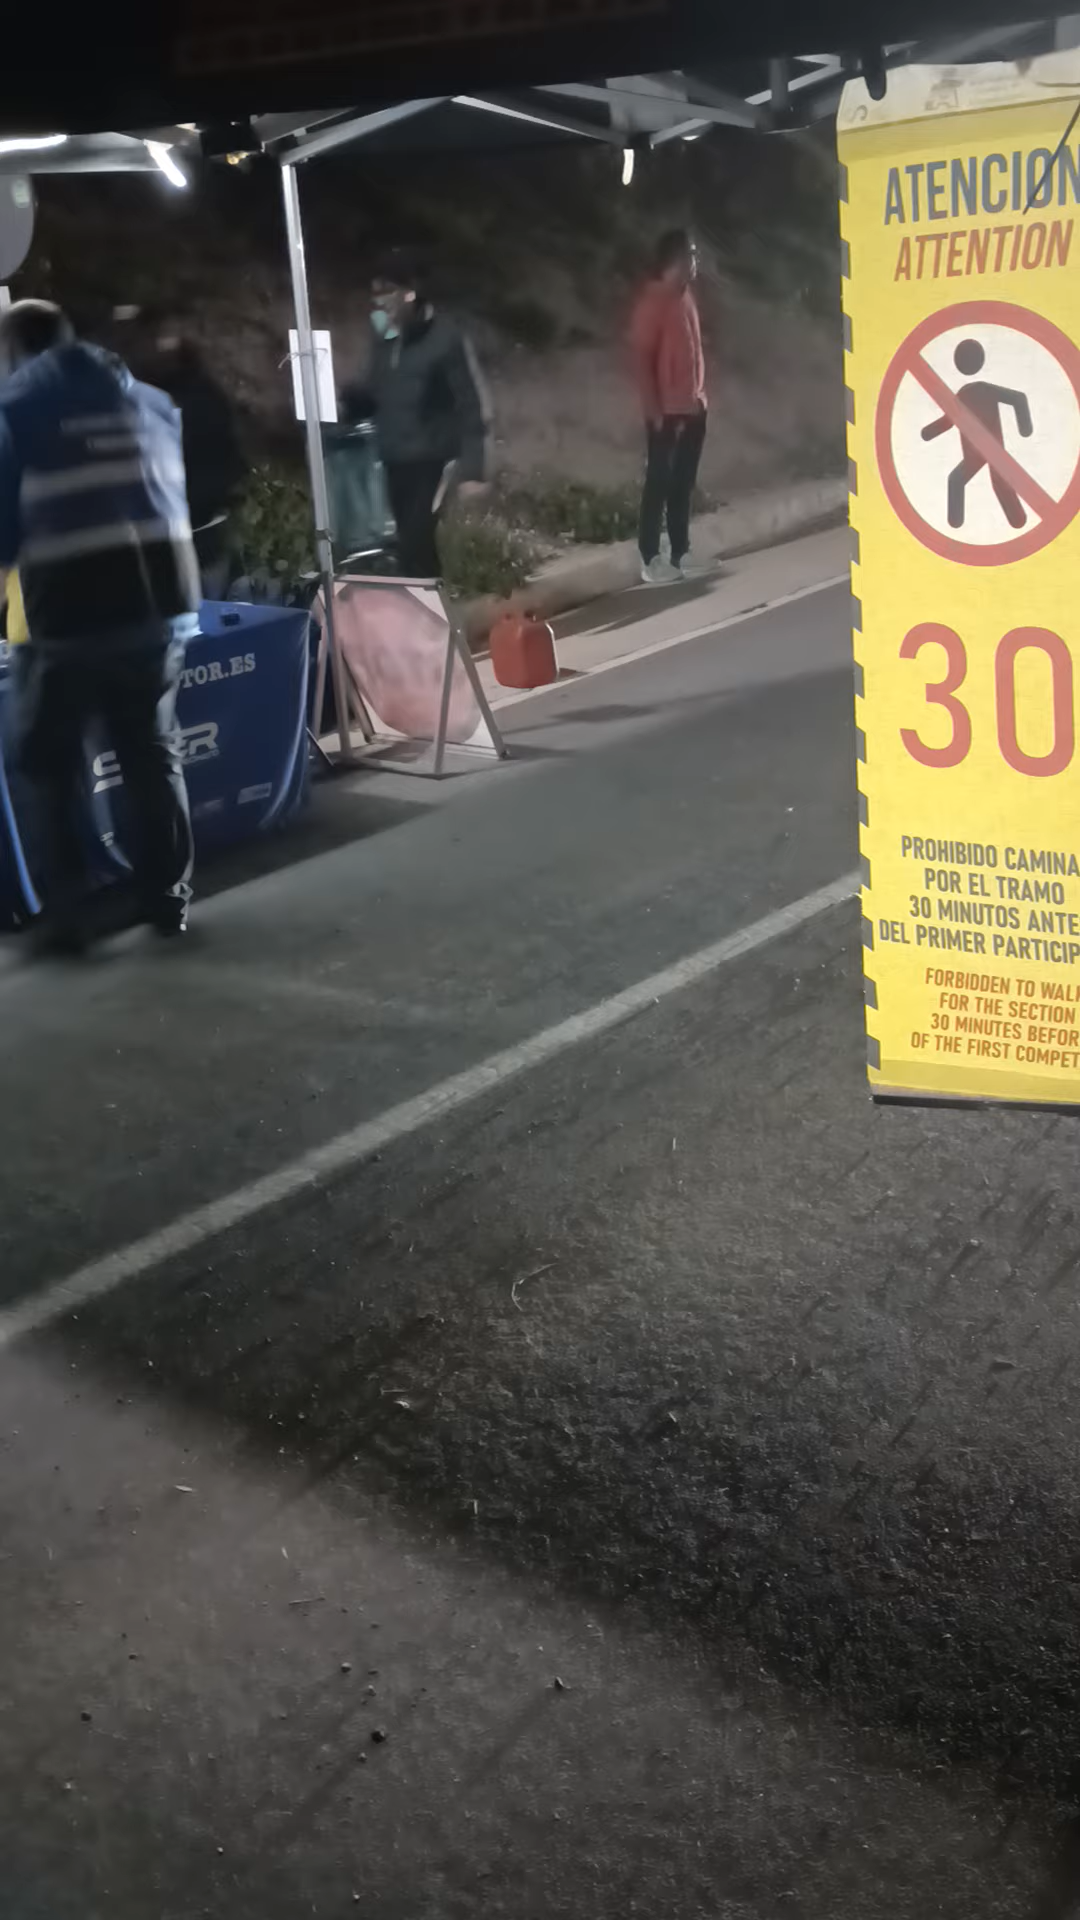 ATENCION
ATTENTION
30
PROHIBIDO CAMINA
POR EL TRAMO
30 MINUTOS ANTE
DEL PRIMER PARTICIP
FORBIDDEN TO WAL
FOR THE SECTION
30 MINUTES BEFOR
OF THE FIRST COMPET
TOR.ES